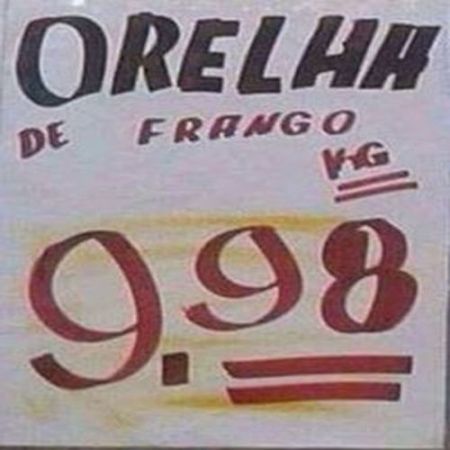 ORELHA
DE FRANGO
KG
9.98